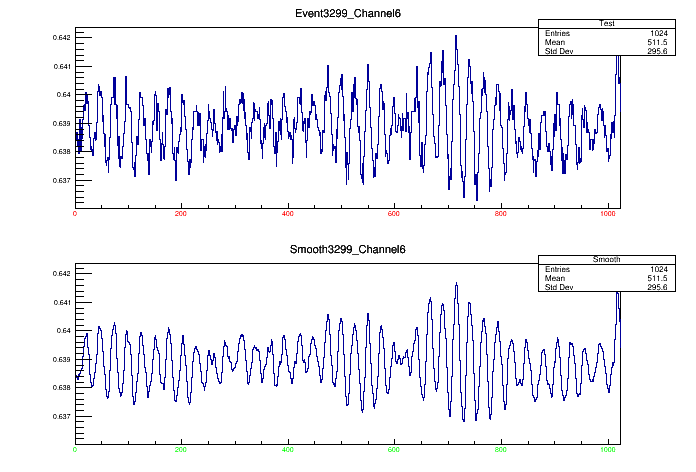 Event3299_Channel6
Test
Entries 1024
Mean 511.5
Std Dev 295.6
0.642
0.641
0.64
0.639
0.638
0.637
0 200 400 600 800 1000
Smooth3299_Channel6
Smooth
Entries 1024
Mean 511.5
Std Dev 295.6
0.642
0.641
0.64
0.639
0.638
0.637
0 200 400 600 800 1000